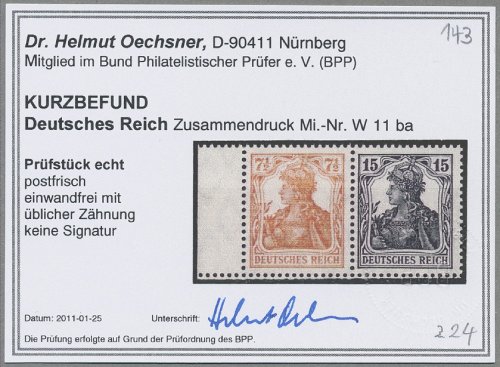 Dr. Helmut Oechsner, D-90411 Nürnberg
143
Mitglied im Bund Philatelistischer Prüfer e. V. (BPP)
KURZBEFUND
Deutsches Reich Zusammendruck Mi.-Nr. W 11 ba
Prüfstück echt
postfrisch
einwandfrei mit
üblicher Zähnung
keine Signatur
7½ 7½
DEUTSCHES REICH
15 15
DEUTSCHES REICH
Datum: 2011-01-25 Unterschrift:
224
Die Prüfung erfolgte auf Grund der Prüfordnung des BPP.